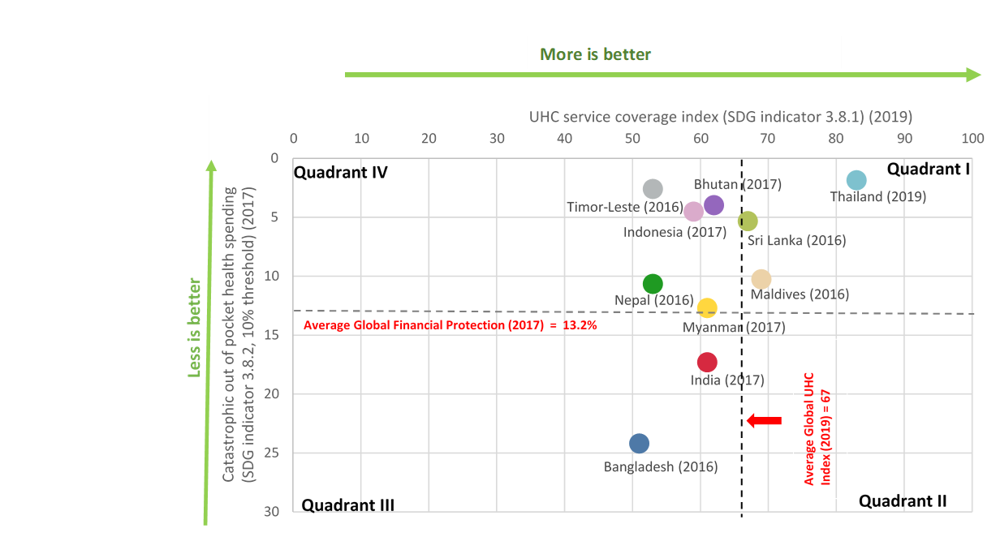 More is better
UHC service coverage index (SDG indicator 3.8.1) (2019)
0 10 20 30 40 50 60 70 80 90 100
0
5
10
15
20
25
30
Less is better
Catastrophic out of pocket health spending
(SDG indicator 3.8.2, 10% threshold) (2017)
Quadrant IV
Quadrant I
Bhutan (2017)
Thailand (2019)
Timor-Leste (2016)
Indonesia (2017)
Sri Lanka (2016)
Nepal (2016)
Maldives (2016)
Average Global Financial Protection (2017) = 13.2%
Myanmar (2017)
India (2017)
Average Global UHC
Index (2019) = 67
Bangladesh (2016)
Quadrant III
Quadrant II